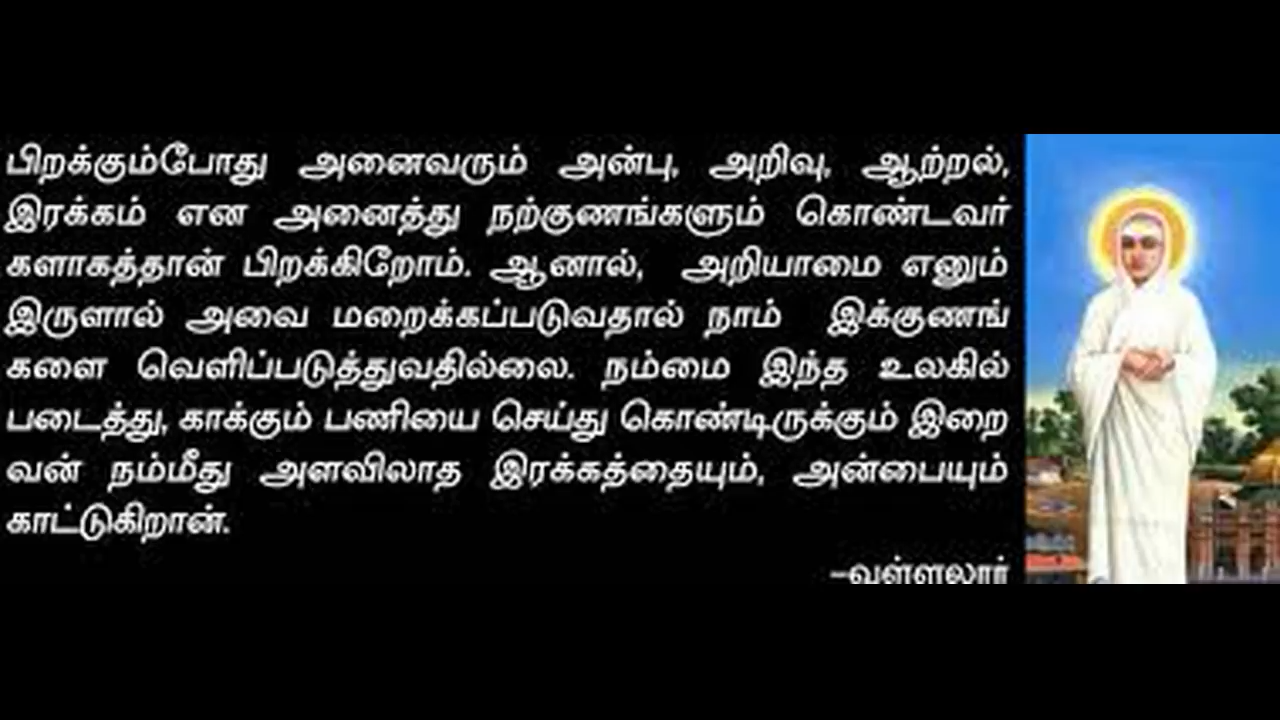 பிறக்கும்போது அனைவரும் அன்பு, அறிவு, ஆற்றல்,
இரக்கம் என அனைத்து நற்குணங்களும் கொண்டவர்
களாகத்தான் பிறக்கிறோம். ஆனால், அறியாமை எனும்
இருளால் அவை மறைக்கப்படுவதால் நாம் இக்குணங்
களை வெளிப்படுத்துவதில்லை. நம்மை இந்த உலகில்
படைத்து, காக்கும் பணியை செய்து கொண்டிருக்கும் இறை
வன் நம்மீது அளவிலாத இரக்கத்தையும், அன்பையும்
காட்டுகிறான்.
–வள்ளலார்